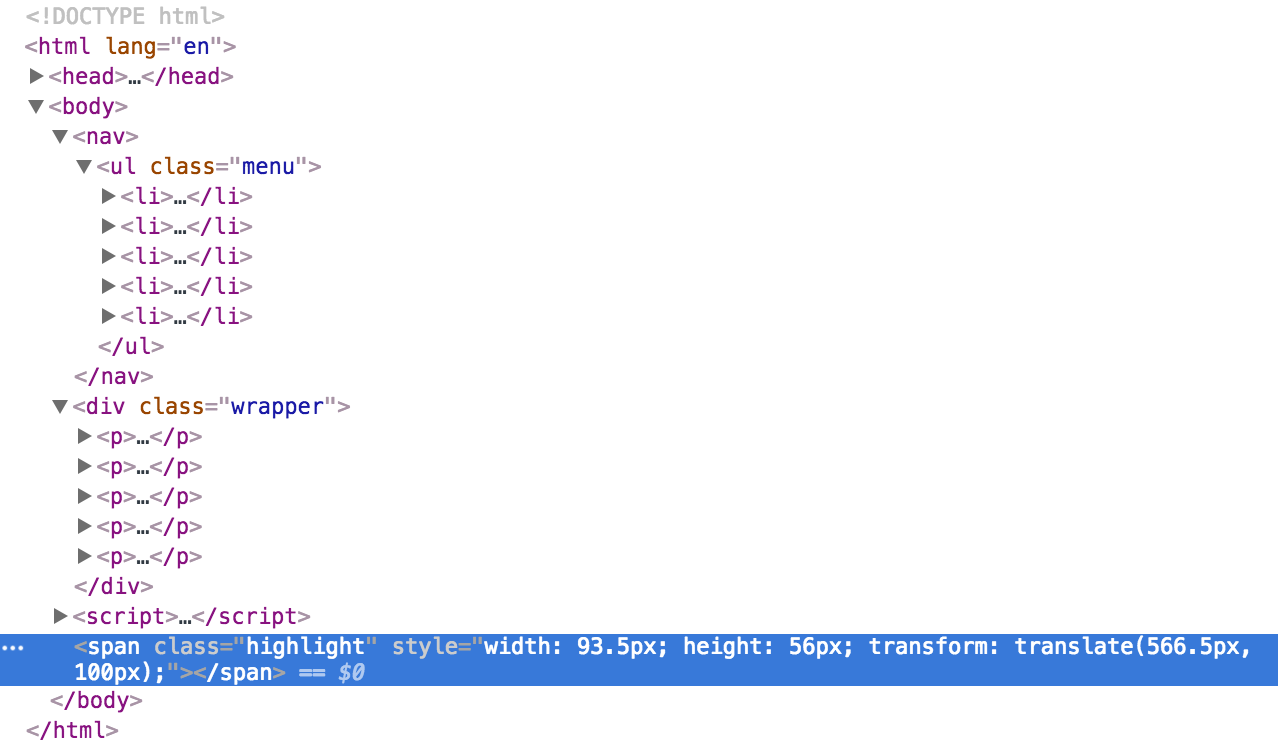 <!DOCTYPE html>
<html lang="en">
▶<head>…</head>
▼<body>
▼<nav>
▼<ul class="menu">
▶<li>…</li>
▶<li>…</li>
▶<li>…</li>
▶<li>…</li>
▶<li>…</li>
</ul>
</nav>
▼<div class="wrapper">
▶<p>…</p>
▶<p>…</p>
▶<p>…</p>
▶<p>…</p>
▶<p>…</p>
</div>
▶<script>…</script>
…<span class="highlight" style="width: 93.5px; height: 56px; transform: translate(566.5px,
100px);"></span> == $0
</body>
</html>